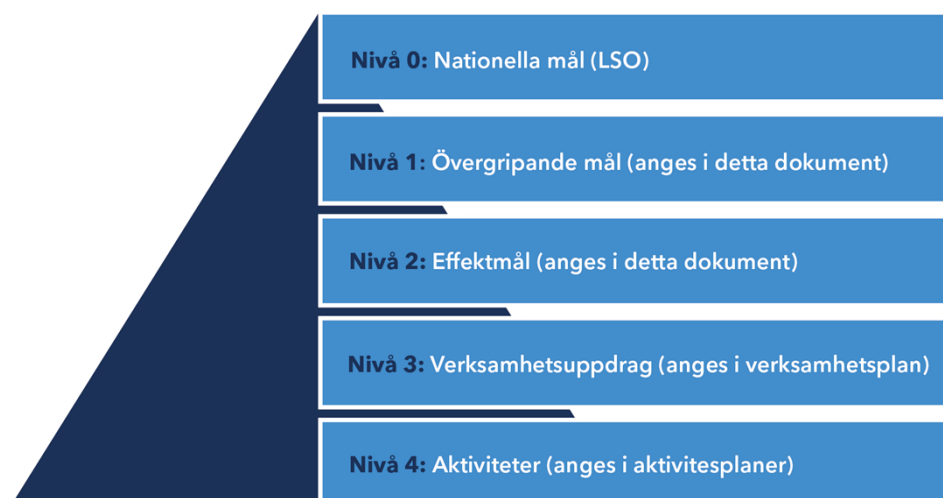 Nivå 0: Nationella mål (LSO)
Nivå 1: Övergripande mål (anges i detta dokument)
Nivå 2: Effektmål (anges i detta dokument)
Nivå 3: Verksamhetsuppdrag (anges i verksamhetsplan)
Nivå 4: Aktiviteter (anges i aktivitesplaner)